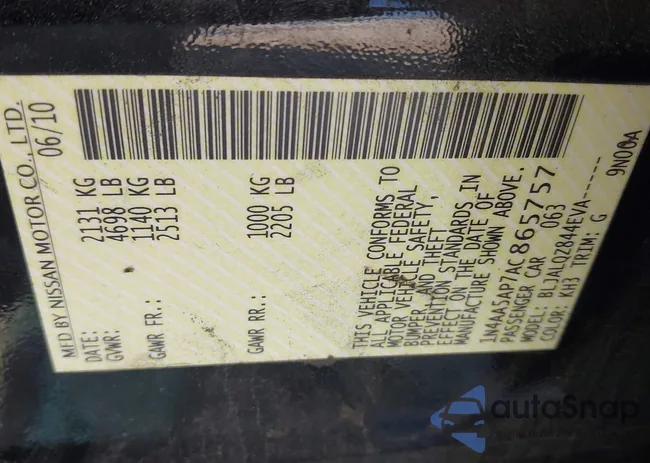 MFD BY NISSAN MOTOR CO., LTD.
DATE: 06/10
GVWR: 2131 KG
4698 LB
GAWR FR.: 1140 KG
2513 LB
GAWR RR.: 1000 KG
2205 LB
THIS VEHICLE CONFORMS TO
ALL APPLICABLE FEDERAL
MOTOR VEHICLE SAFETY,
BUMPER, AND THEFT
PREVENTION STANDARDS IN
EFFECT ON THE DATE OF
MANUFACTURE SHOWN ABOVE.
1N4AA5AP7AC865757
PASSENGER CAR 063
MODEL: BLJALQZ844EVA-----
COLOR: KH3 TRIM: G 9N00A
autoSnap